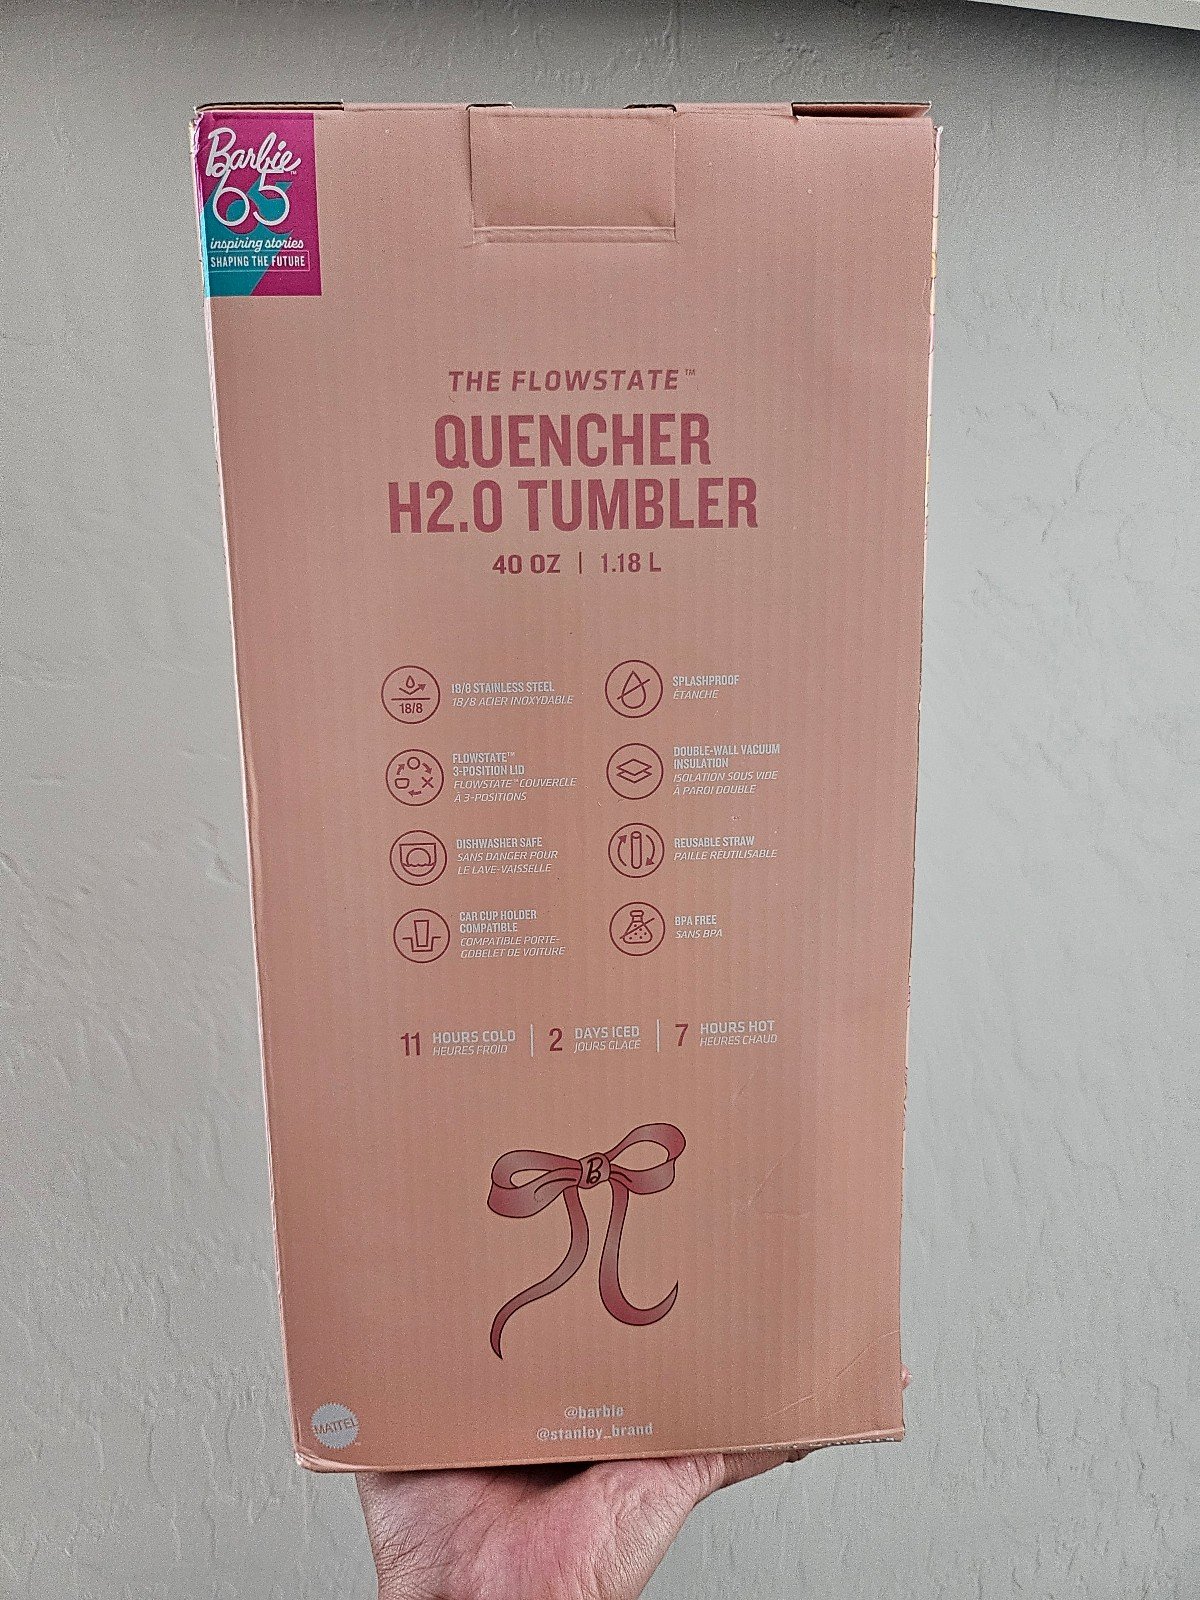 Barbie™
65
inspiring stories
SHAPING THE FUTURE
THE FLOWSTATE™
QUENCHER
H2.0 TUMBLER
40 OZ | 1.18 L
18/8
18/8 STAINLESS STEEL
18/8 ACIER INOXYDABLE
SPLASHPROOF
ÉTANCHE
FLOWSTATE™
3-POSITION LID
FLOWSTATE™ COUVERCLE
À 3-POSITIONS
DOUBLE-WALL VACUUM
INSULATION
ISOLATION SOUS VIDE
À PAROI DOUBLE
DISHWASHER SAFE
SANS DANGER POUR
LE LAVE-VAISSELLE
REUSABLE STRAW
PAILLE RÉUTILISABLE
CAR CUP HOLDER
COMPATIBLE
COMPATIBLE PORTE-
GOBELET DE VOITURE
BPA FREE
SANS BPA
11 HOURS COLD
HEURES FROID
2 DAYS ICED
JOURS GLACÉ
7 HOURS HOT
HEURES CHAUD
B
MATTEL
@barbie
@stanley_brand